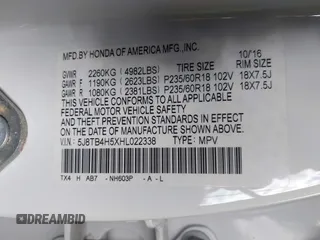 MFD.BY HONDA OF AMERICA MFG.,INC. 10/16
TIRE SIZE RIM SIZE
GVWR 2260KG (4982LBS)
GAWR F 1190KG (2623LBS) P235/60R18 102V 18X7.5J
GAWR R 1080KG (2381LBS) P235/60R18 102V 18X7.5J
THIS VEHICLE CONFORMS TO ALL APPLICABLE
FEDERAL MOTOR VEHICLE SAFETY AND
THEFT PREVENTION STANDARDS IN EFFECT ON
THE DATE OF MANUFACTURE SHOWN ABOVE.
V.I.N.: 5J8TB4H5XHL022338 TYPE: MPV
TX4 H AB7 -NH603P -A -L
© DREAMBID AUTOBIDMASTER